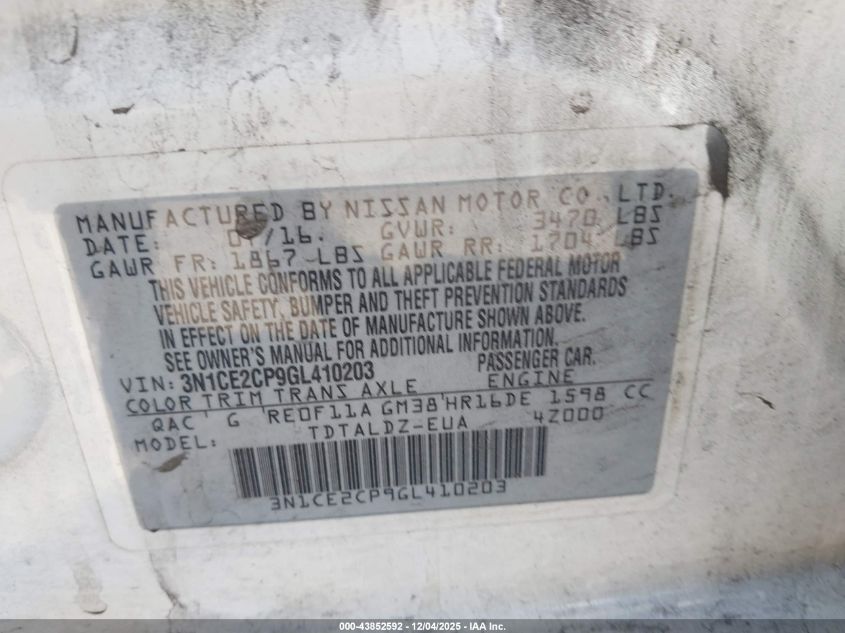 MANUFACTURED BY NISSAN MOTOR CO., LTD.
DATE: /16. GVWR: 3470 LBS
GAWR FR: 1867 LBS GAWR RR: 1704 LBS
THIS VEHICLE CONFORMS TO ALL APPLICABLE FEDERAL MOTOR
VEHICLE SAFETY, BUMPER AND THEFT PREVENTION STANDARDS
IN EFFECT ON THE DATE OF MANUFACTURE SHOWN ABOVE.
SEE OWNER'S MANUAL FOR ADDITIONAL INFORMATION.
VIN: 3N1CE2CP9GL410203 PASSENGER CAR.
COLOR TRIM TRANS AXLE ENGINE
QAC' G 'RE0F11A GM38'HR16DE 1598 CC
MODEL: TDTALDZ-EUA 4Z000
3N1CE2CP9GL410203
000-43852592 - 12/04/2025 - IAA Inc.